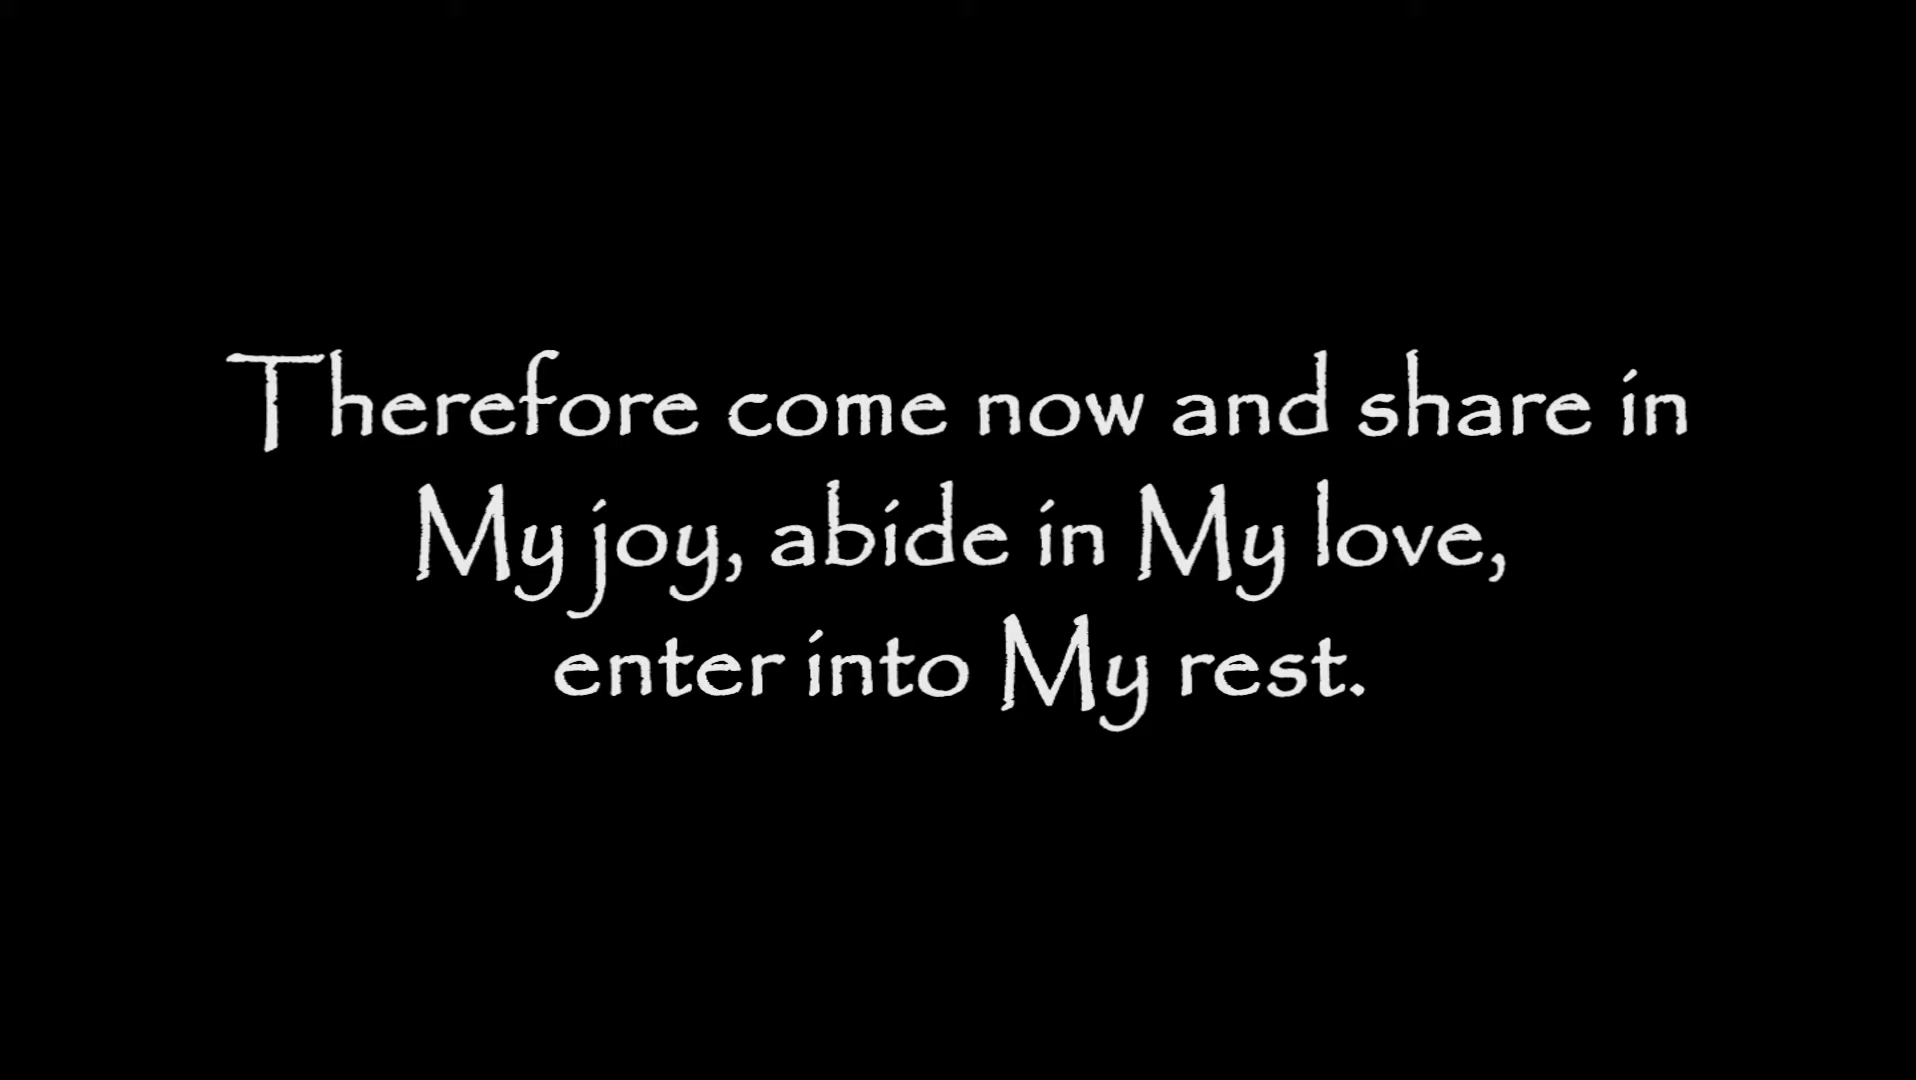 Therefore come now and share in
My joy, abide in My love,
enter into My rest.